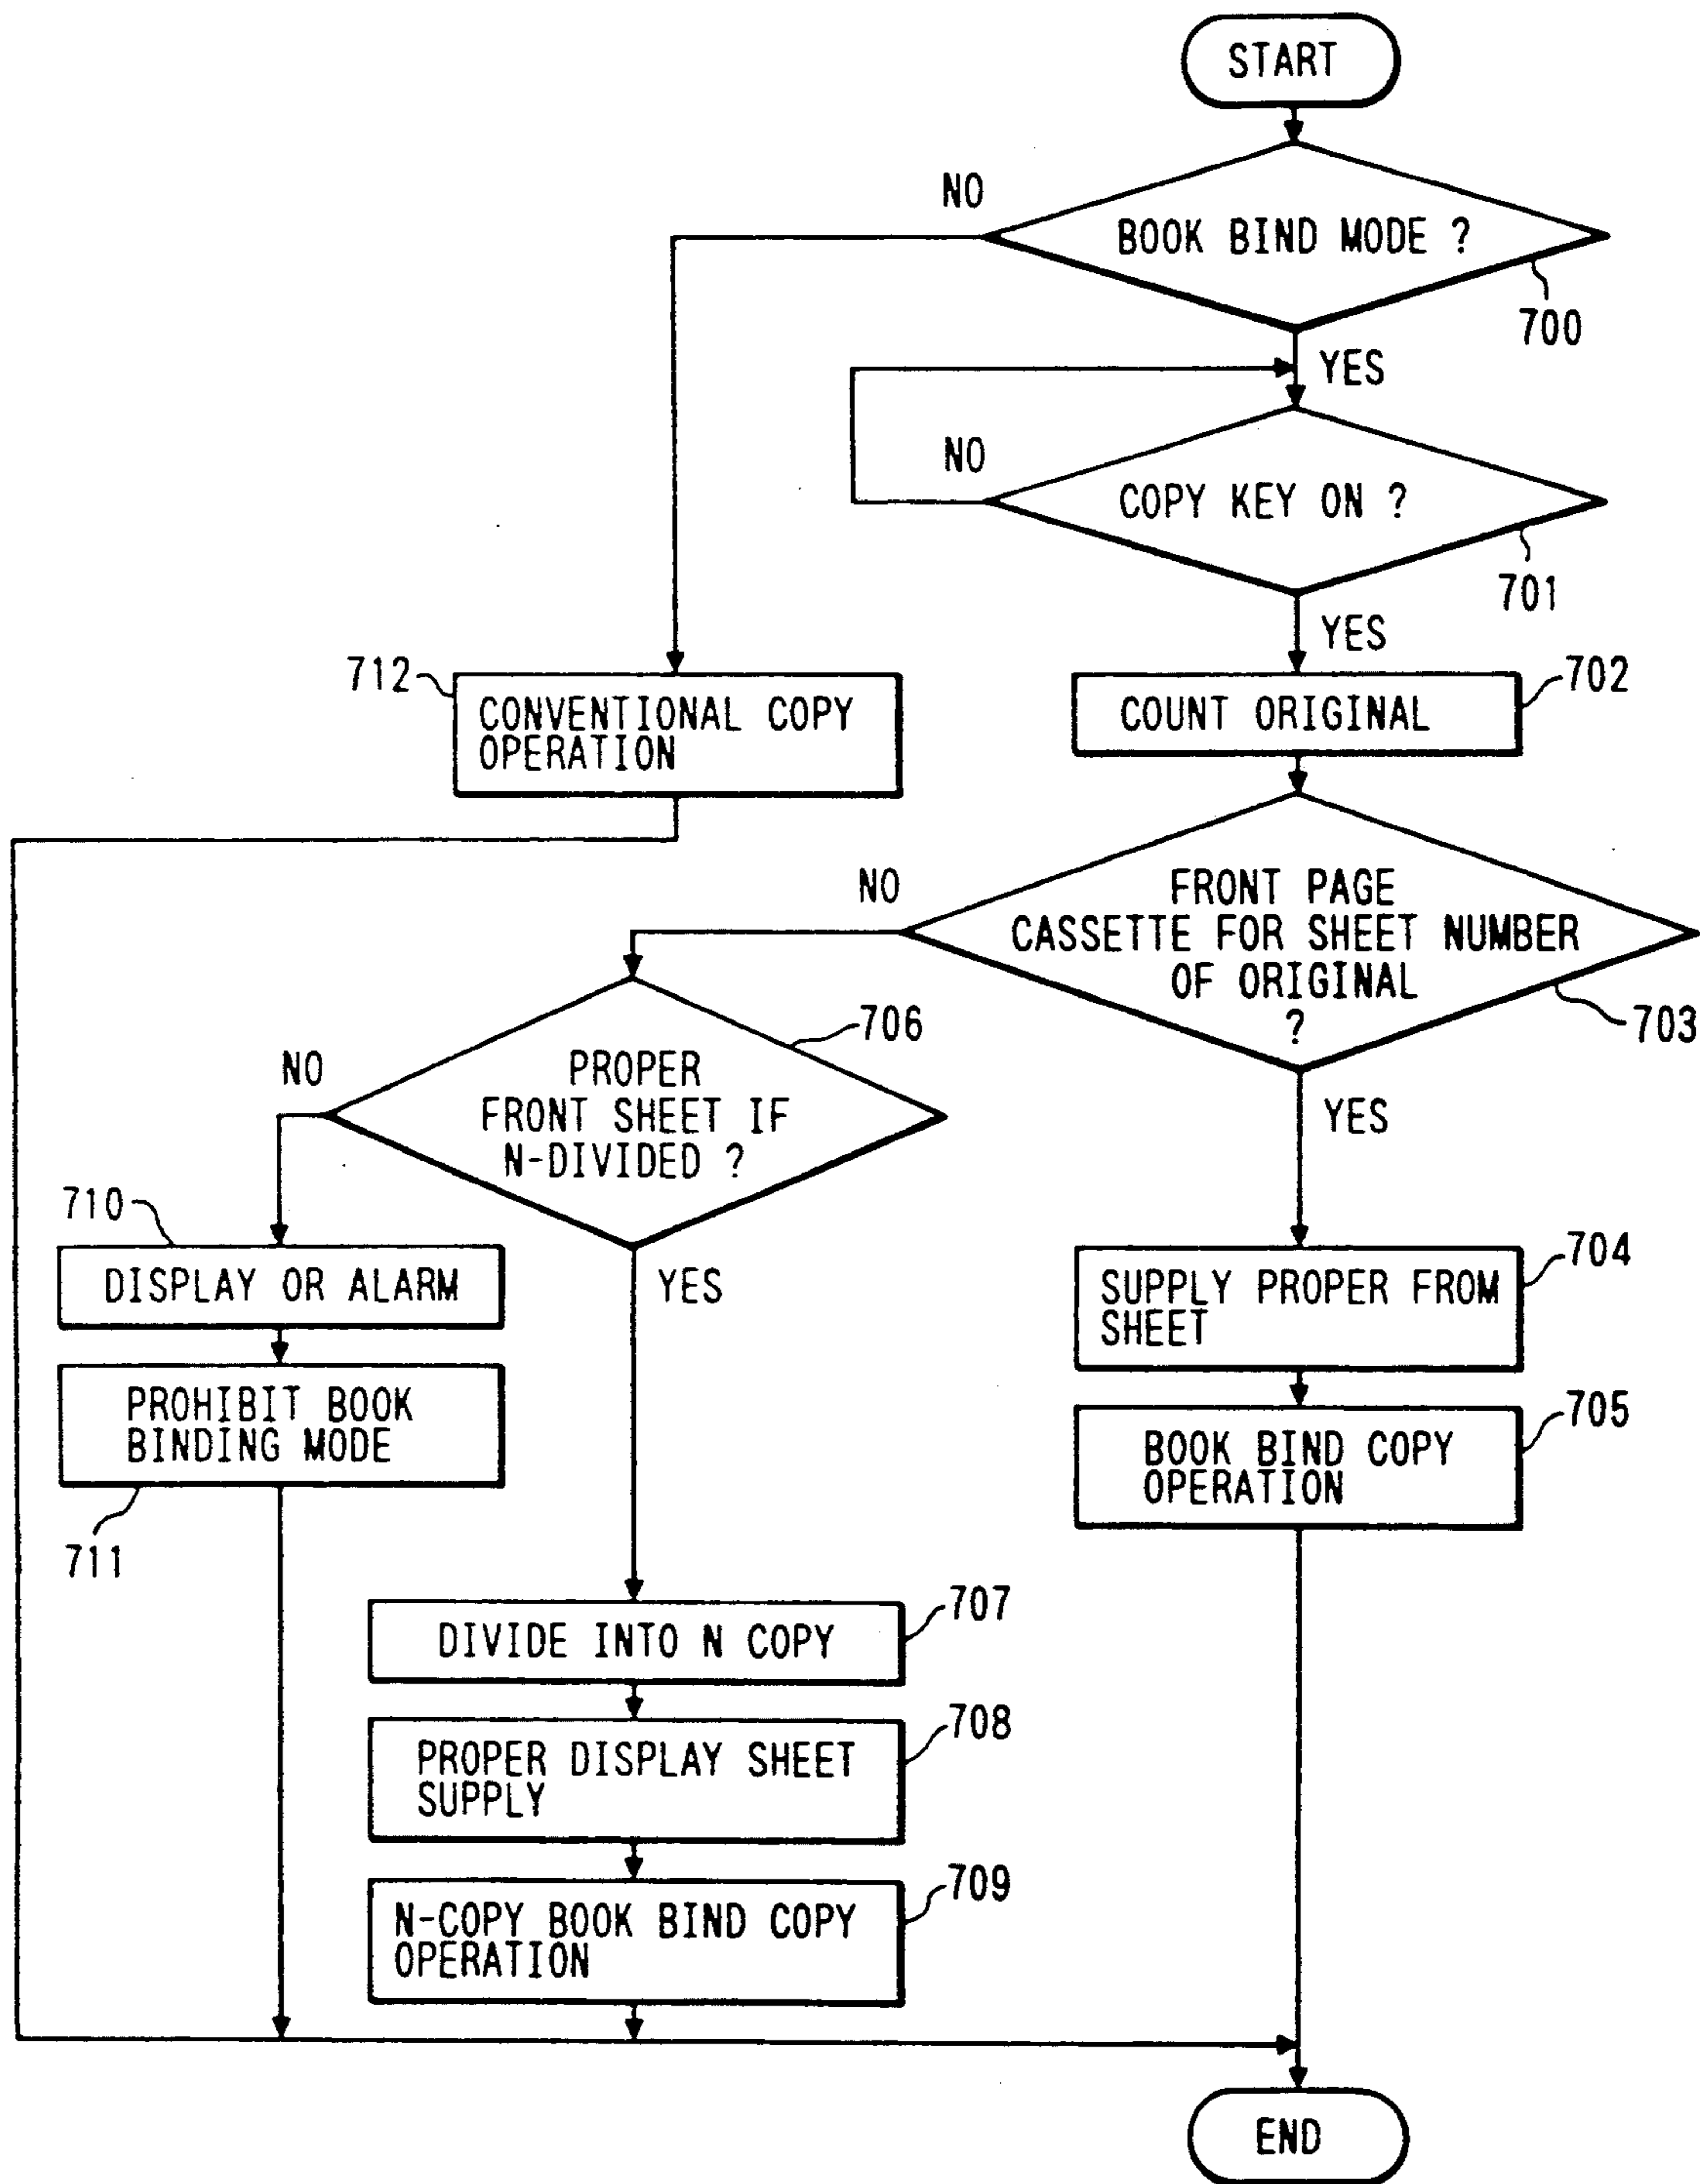 START
NO
BOOK BIND MODE ?
700
YES
NO
COPY KEY ON ?
701
YES
712
CONVENTIONAL COPY
OPERATION
702
COUNT ORIGINAL
NO
FRONT PAGE
CASSETTE FOR SHEET NUMBER
OF ORIGINAL
?
703
YES
706
NO
PROPER
FRONT SHEET IF
N-DIVIDED ?
YES
710
DISPLAY OR ALARM
PROHIBIT BOOK
BINDING MODE
711
704
SUPPLY PROPER FROM
SHEET
705
BOOK BIND COPY
OPERATION
707
DIVIDE INTO N COPY
708
PROPER DISPLAY SHEET
SUPPLY
709
N-COPY BOOK BIND COPY
OPERATION
END